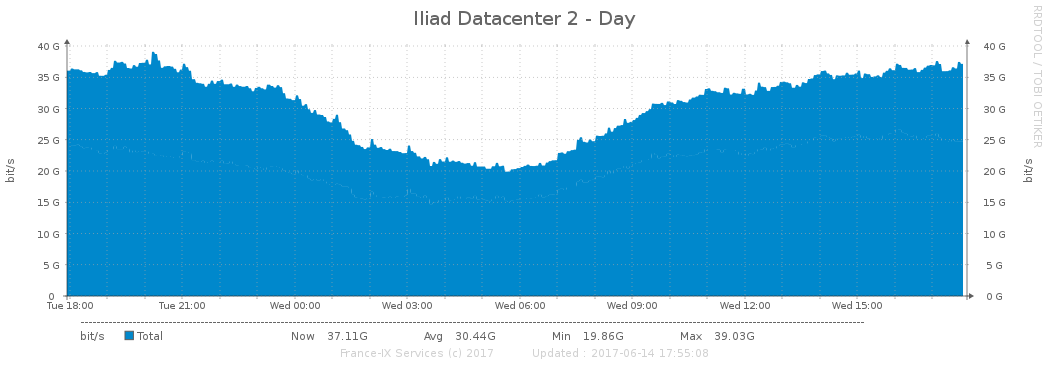 Iliad Datacenter 2 - Day
RRDTOOL / TOBI OETIKER
40 G 40 G
35 G 35 G
30 G 30 G
25 G 25 G
20 G 20 G
15 G 15 G
10 G 10 G
5 G 5 G
0 0 G
bit/s bit/s
Tue 18:00 Tue 21:00 Wed 00:00 Wed 03:00 Wed 06:00 Wed 09:00 Wed 12:00 Wed 15:00
bit/s Total Now 37.11G Avg 30.44G Min 19.86G Max 39.03G
France-IX Services (c) 2017 Updated : 2017-06-14 17:55:08